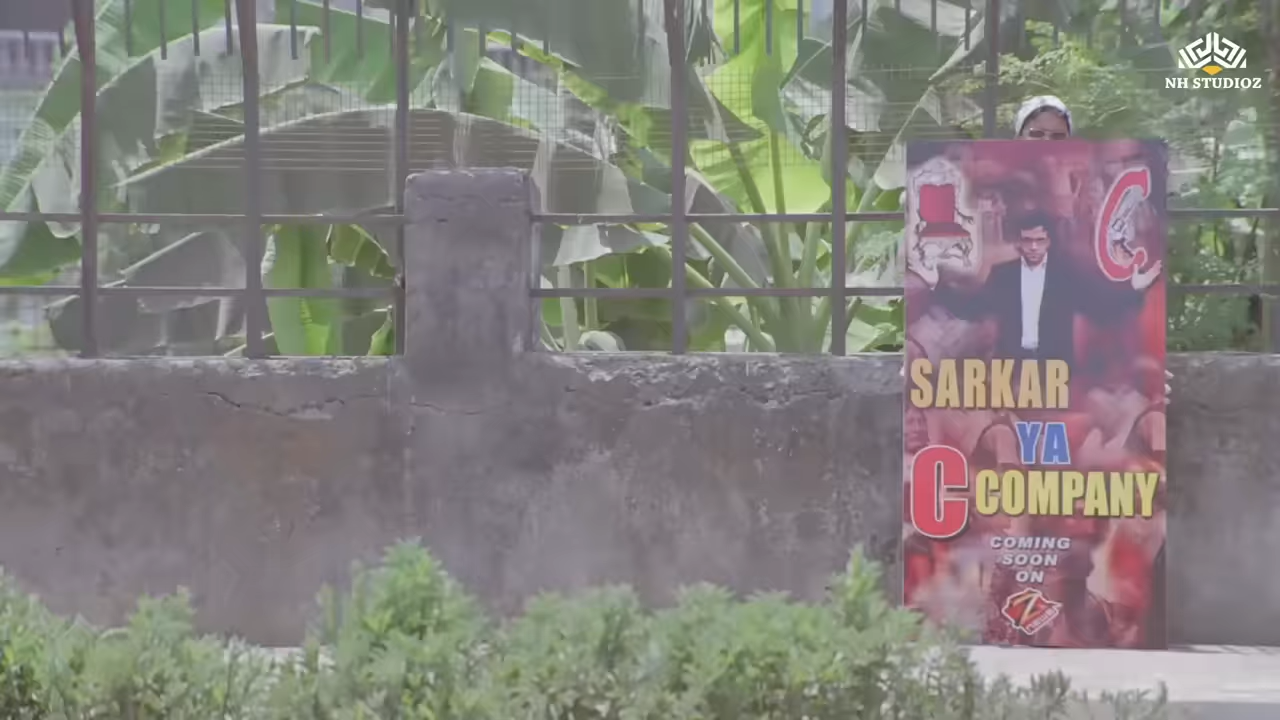 NH STUDIOZ
C
SARKAR
YA
C COMPANY
COMING
SOON
ON
Z